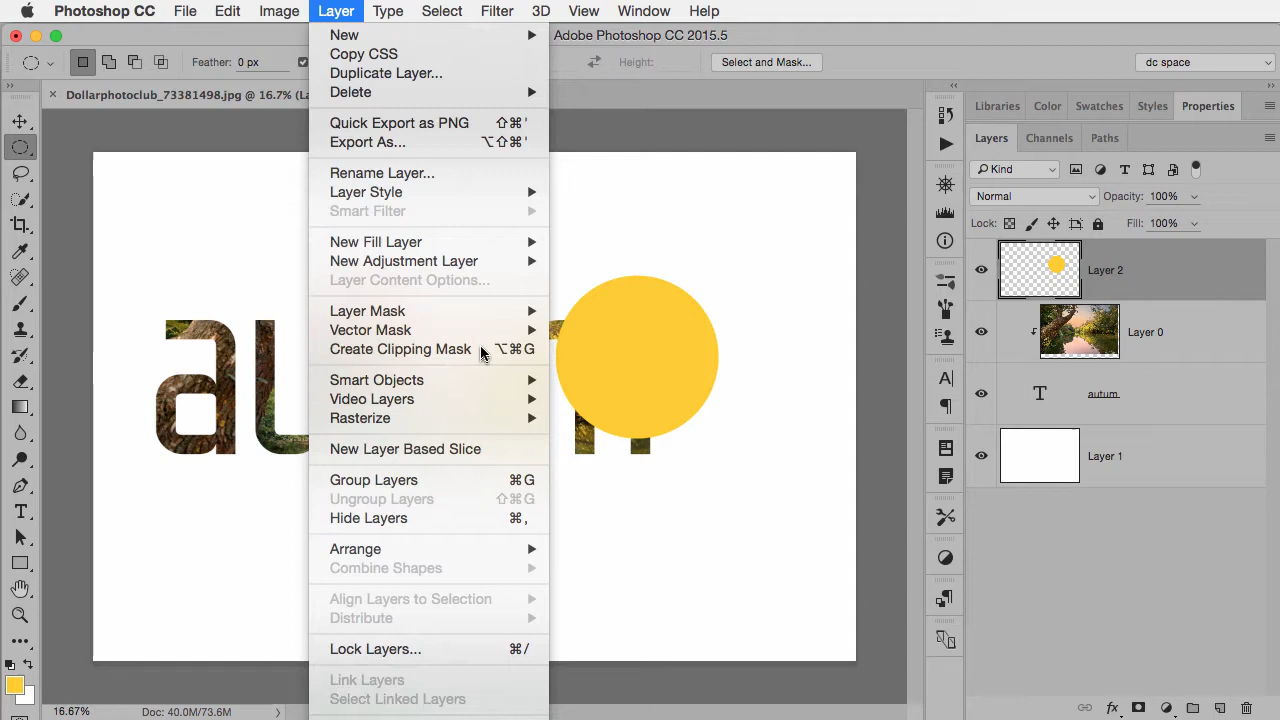 Photoshop CC File Edit Image Layer Type Select Filter 3D View Window Help
Adobe Photoshop CC 2015.5
Feather: 0 px Height: Select and Mask... dc space
× Dollarphotoclub_73381498.jpg @ 16.7% (La
New
Copy CSS
Duplicate Layer...
Delete
Quick Export as PNG ⇧⌘'
Export As... ⌥⇧⌘'
Rename Layer...
Layer Style
Smart Filter
New Fill Layer
New Adjustment Layer
Layer Content Options...
Layer Mask
Vector Mask
Create Clipping Mask ⌥⌘G
Smart Objects
Video Layers
Rasterize
New Layer Based Slice
Group Layers ⌘G
Ungroup Layers ⇧⌘G
Hide Layers ⌘,
Arrange
Combine Shapes
Align Layers to Selection
Distribute
Lock Layers... ⌘/
Link Layers
Select Linked Layers
au
Libraries Color Swatches Styles Properties
Layers Channels Paths
Kind
Normal Opacity: 100%
Lock: Fill: 100%
Layer 2
Layer 0
T autum
Layer 1
fx
16.67% Doc: 40.0M/73.6M